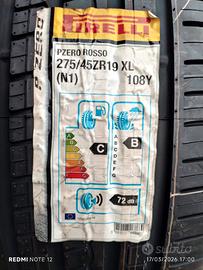 PIRELLI
P ZERO
PZERO ROSSO
275/45ZR19 XL
(N1) 108Y
A
B
C
D
E
F
G
C
B
72 dB
REDMI NOTE 12
17/03/2026 17:00
subito